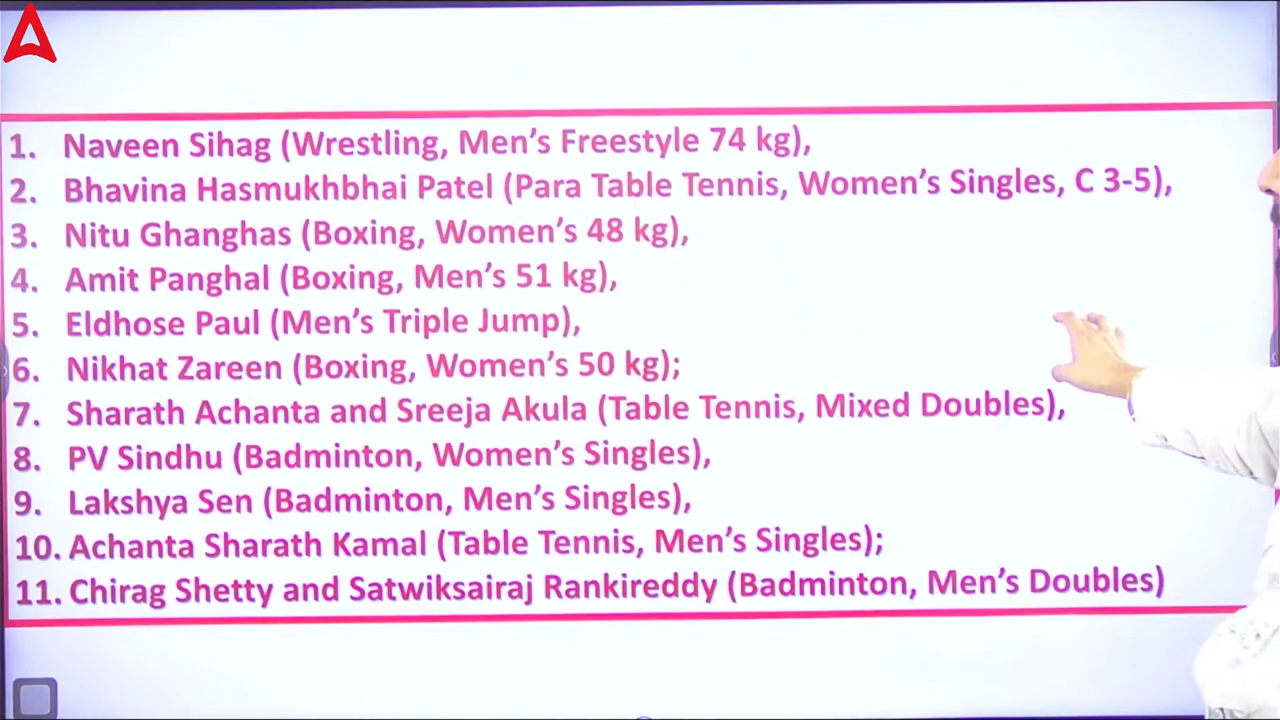 1. Naveen Sihag (Wrestling, Men's Freestyle 74 kg),
2. Bhavina Hasmukhbhai Patel (Para Table Tennis, Women's Singles, C 3-5),
3. Nitu Ghanghas (Boxing, Women's 48 kg),
4. Amit Panghal (Boxing, Men's 51 kg),
5. Eldhose Paul (Men's Triple Jump),
6. Nikhat Zareen (Boxing, Women's 50 kg);
7. Sharath Achanta and Sreeja Akula (Table Tennis, Mixed Doubles),
8. PV Sindhu (Badminton, Women's Singles),
9. Lakshya Sen (Badminton, Men's Singles),
10. Achanta Sharath Kamal (Table Tennis, Men's Singles);
11. Chirag Shetty and Satwiksairaj Rankireddy (Badminton, Men's Doubles)